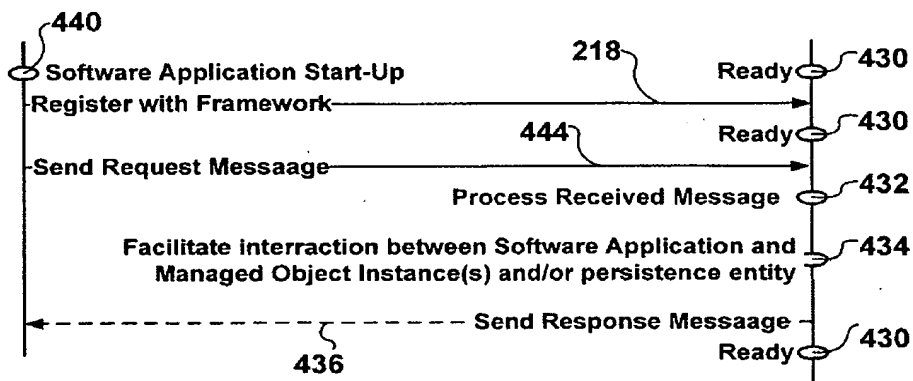 440
218
Software Application Start-Up
Ready
430
Register with Framework
444
Ready
430
Send Request Messaage
Process Received Message
432
Facilitate interraction between Software Application and
Managed Object Instance(s) and/or persistence entity
434
Send Response Messaage
436
Ready
430